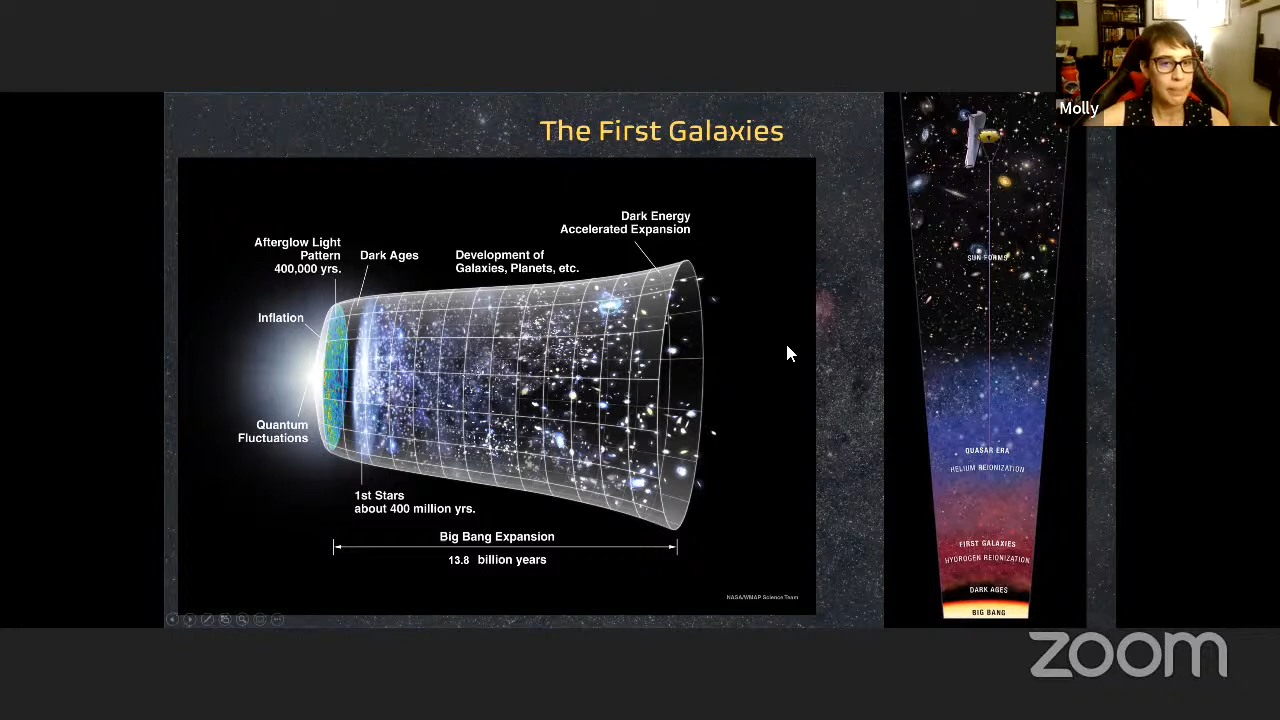 Molly
The First Galaxies
Dark Energy
Accelerated Expansion
Afterglow Light
Pattern
400,000 yrs.
Dark Ages
Development of
Galaxies, Planets, etc.
Inflation
Quantum
Fluctuations
1st Stars
about 400 million yrs.
Big Bang Expansion
13.8 billion years
NASA/WMAP Science Team
SUN FORMS
QUASAR ERA
HELIUM REIONIZATION
FIRST GALAXIES
HYDROGEN REIONIZATION
DARK AGES
BIG BANG
zoom